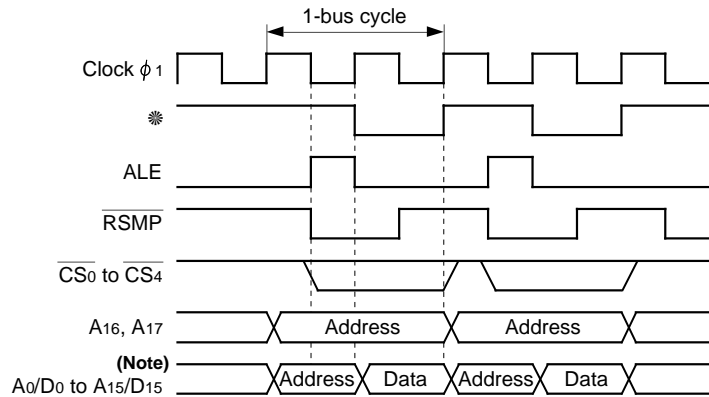 1-bus cycle
Clock ϕ1
❋
ALE
RSMP
CS0 to CS4
A16, A17
Address
Address
(Note)
A0/D0 to A15/D15
Address
Data
Address
Data